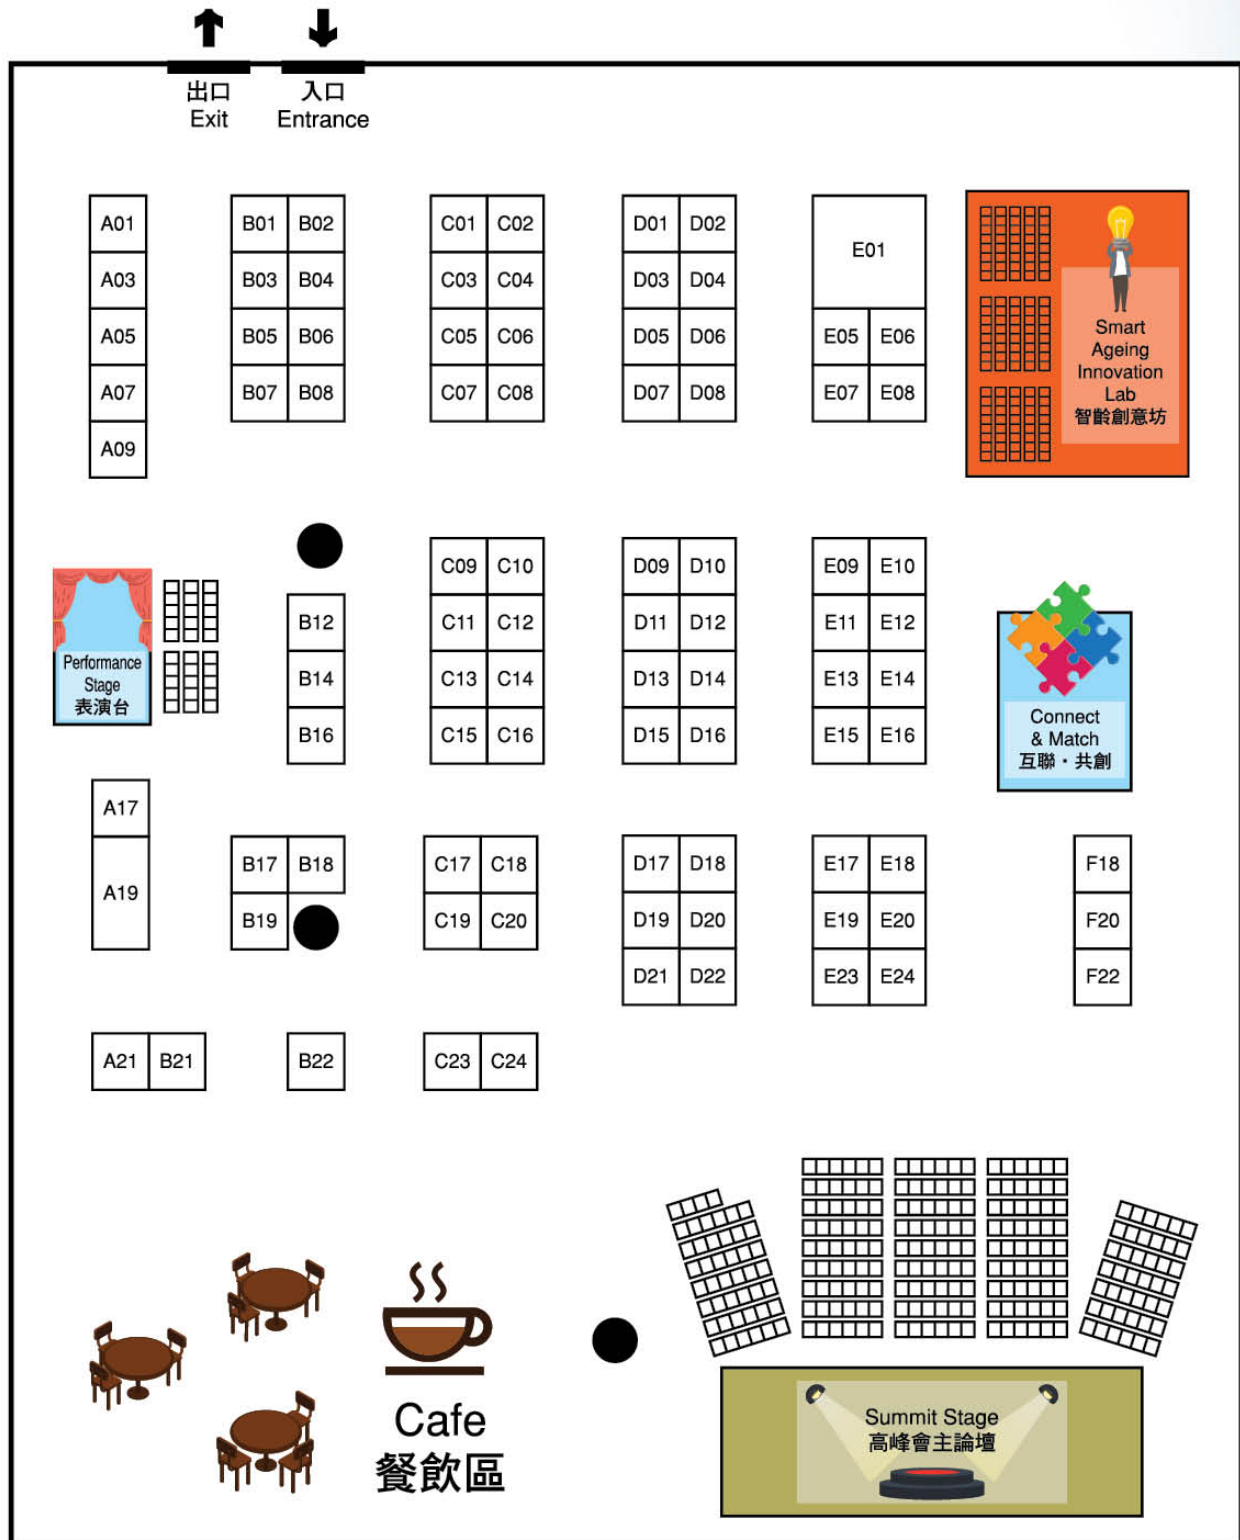 出口
Exit
入口
Entrance
A01
A03
A05
A07
A09
B01 B02
B03 B04
B05 B06
B07 B08
C01 C02
C03 C04
C05 C06
C07 C08
D01 D02
D03 D04
D05 D06
D07 D08
E01
E05 E06
E07 E08
Smart
Ageing
Innovation
Lab
智齡創意坊
Performance
Stage
表演台
B12
B14
B16
C09 C10
C11 C12
C13 C14
C15 C16
D09 D10
D11 D12
D13 D14
D15 D16
E09 E10
E11 E12
E13 E14
E15 E16
Connect
& Match
互聯・共創
A17
A19
B17 B18
B19
C17 C18
C19 C20
D17 D18
D19 D20
D21 D22
E17 E18
E19 E20
E23 E24
F18
F20
F22
A21 B21
B22
C23 C24
Cafe
餐飲區
Summit Stage
高峰會主論壇